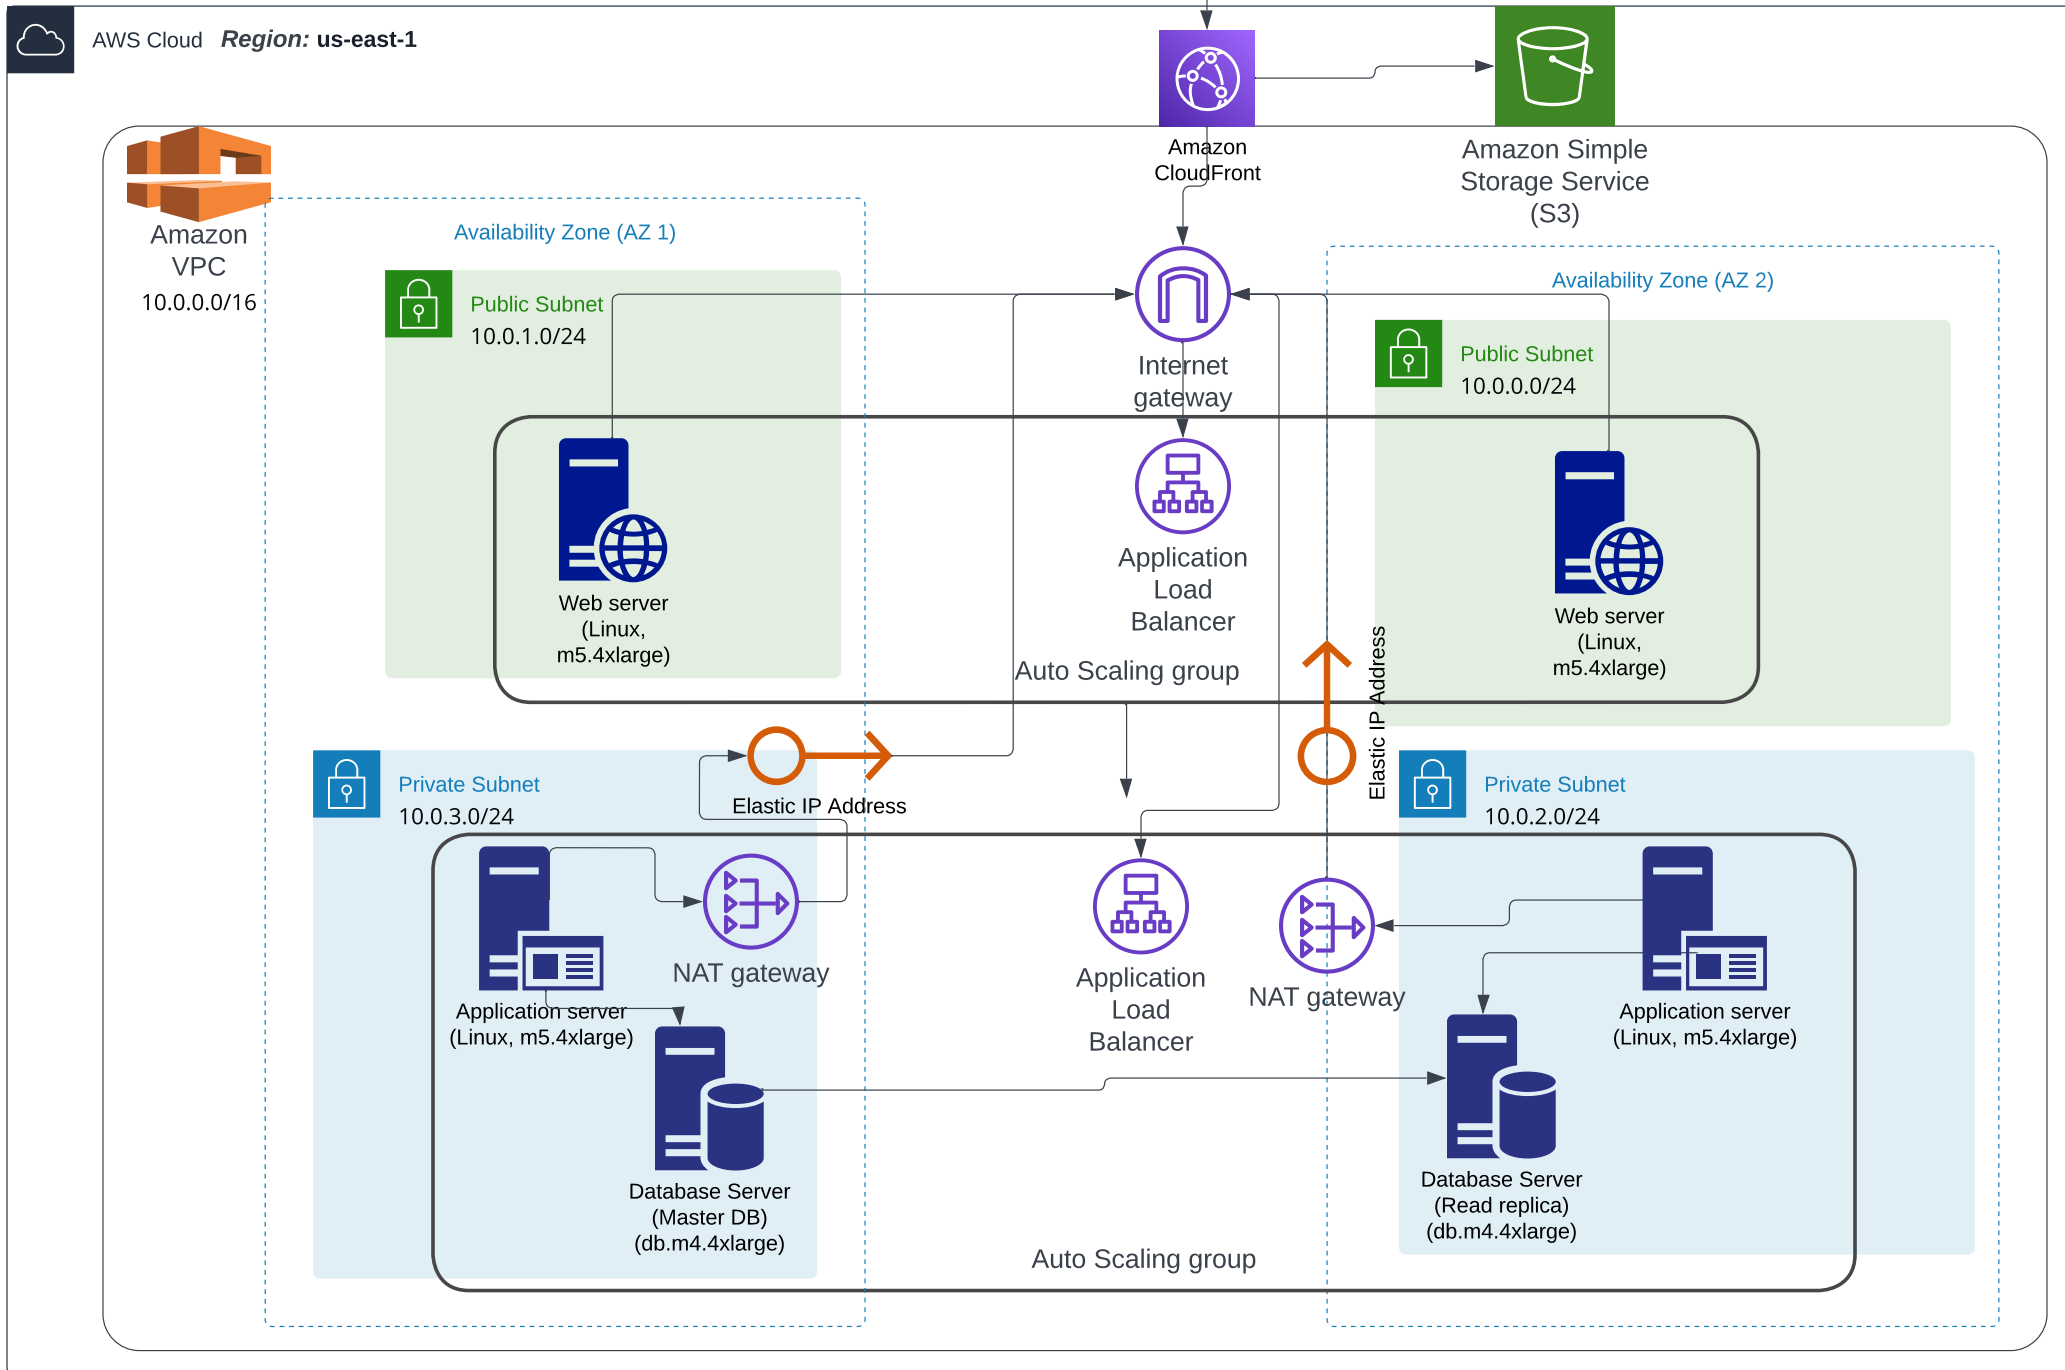 AWS Cloud Region: us-east-1
Amazon
CloudFront
Amazon Simple
Storage Service
(S3)
Amazon
VPC
10.0.0.0/16
Availability Zone (AZ 1)
Availability Zone (AZ 2)
Public Subnet
10.0.1.0/24
Internet
gateway
Public Subnet
10.0.0.0/24
Web server
(Linux,
m5.4xlarge)
Application
Load
Balancer
Web server
(Linux,
m5.4xlarge)
Auto Scaling group
Elastic IP Address
Elastic IP Address
Private Subnet
10.0.3.0/24
Private Subnet
10.0.2.0/24
Application server
(Linux, m5.4xlarge)
NAT gateway
Application
Load
Balancer
NAT gateway
Application server
(Linux, m5.4xlarge)
Database Server
(Master DB)
(db.m4.4xlarge)
Database Server
(Read replica)
(db.m4.4xlarge)
Auto Scaling group